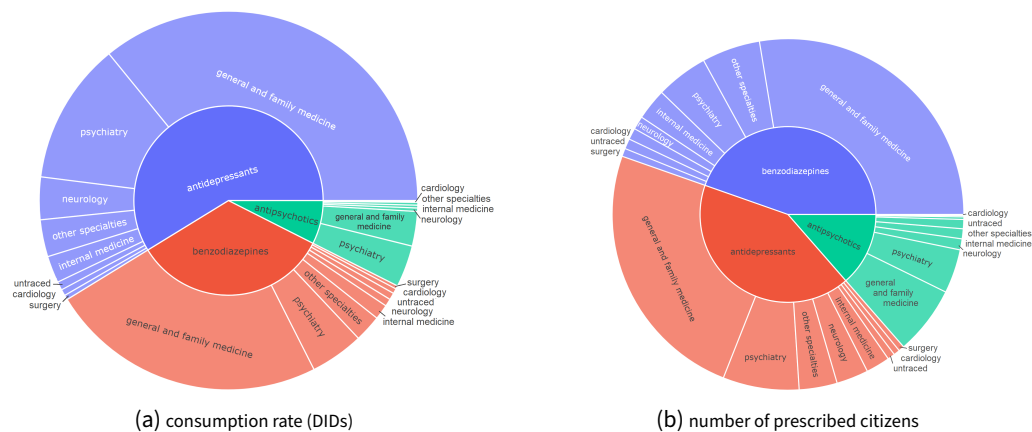 general and family medicine
psychiatry
neurology
other specialties
internal medicine
untraced
cardiology
surgery
antidepressants
antipsychotics
benzodiazepines
cardiology
other specialties
internal medicine
neurology
general and family
medicine
psychiatry
surgery
cardiology
untraced
neurology
internal medicine
other specialties
psychiatry
general and family medicine
(a) consumption rate (DIDs)
general and family medicine
other specialties
psychiatry
internal medicine
neurology
cardiology
untraced
surgery
benzodiazepines
antidepressants
antipsychotics
cardiology
untraced
other specialties
internal medicine
neurology
psychiatry
general
and family
medicine
surgery
cardiology
untraced
internal medicine
neurology
other specialties
psychiatry
general and family medicine
(b) number of prescribed citizens